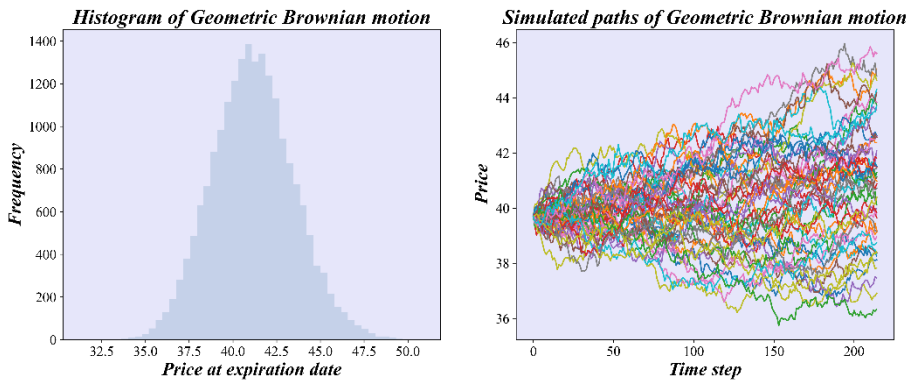 Histogram of Geometric Brownian motion
1400
1200
1000
800
600
400
200
0
Frequency
32.5 35.0 37.5 40.0 42.5 45.0 47.5 50.0
Price at expiration date
Simulated paths of Geometric Brownian motion
46
44
42
40
38
36
Price
0 50 100 150 200
Time step